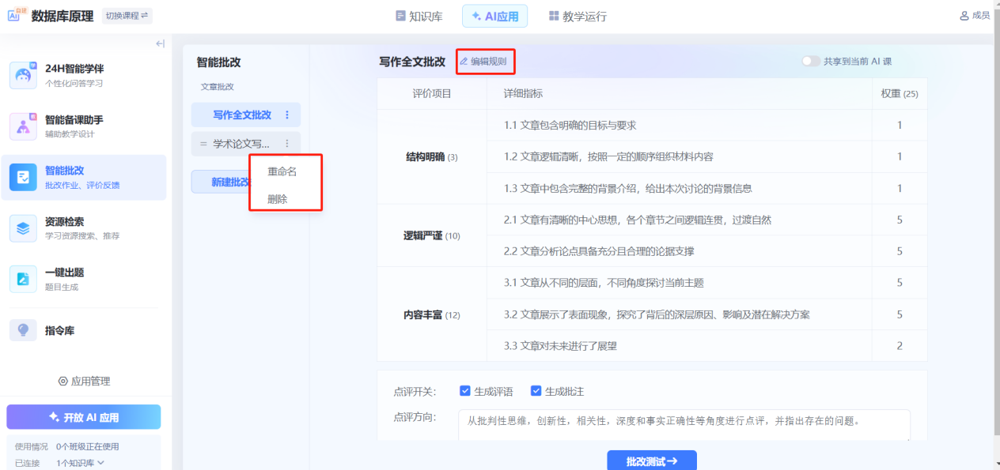 自建
AI
数据库原理
切换课程
知识库
AI应用
教学运行
成员
24H智能学伴
个性化问答学习
智能备课助手
辅助教学设计
智能批改
批改作业、评价反馈
资源检索
学习资源搜索、推荐
一键出题
题目生成
指令库
应用管理
开放 AI 应用
使用情况 0个班级正在使用
已连接 1个知识库
智能批改
文章批改
写作全文批改
学术论文写...
新建批改
重命名
删除
写作全文批改
编辑规则
共享到当前 AI 课
评价项目 详细指标 权重 (25)
结构明确 (3)
1.1 文章包含明确的目标与要求 1
1.2 文章逻辑清晰，按照一定的顺序组织材料内容 1
1.3 文章中包含完整的背景介绍，给出本次讨论的背景信息 1
逻辑严谨 (10)
2.1 文章有清晰的中心思想，各个章节之间逻辑连贯，过渡自然 5
2.2 文章分析论点具备充分且合理的论据支撑 5
内容丰富 (12)
3.1 文章从不同的层面，不同角度探讨当前主题 5
3.2 文章展示了表面现象，探究了背后的深层原因、影响及潜在解决方案 5
3.3 文章对未来进行了展望 2
点评开关： 生成评语 生成批注
点评方向： 从批判性思维，创新性，相关性，深度和事实正确性等角度进行点评，并指出存在的问题。
批改测试